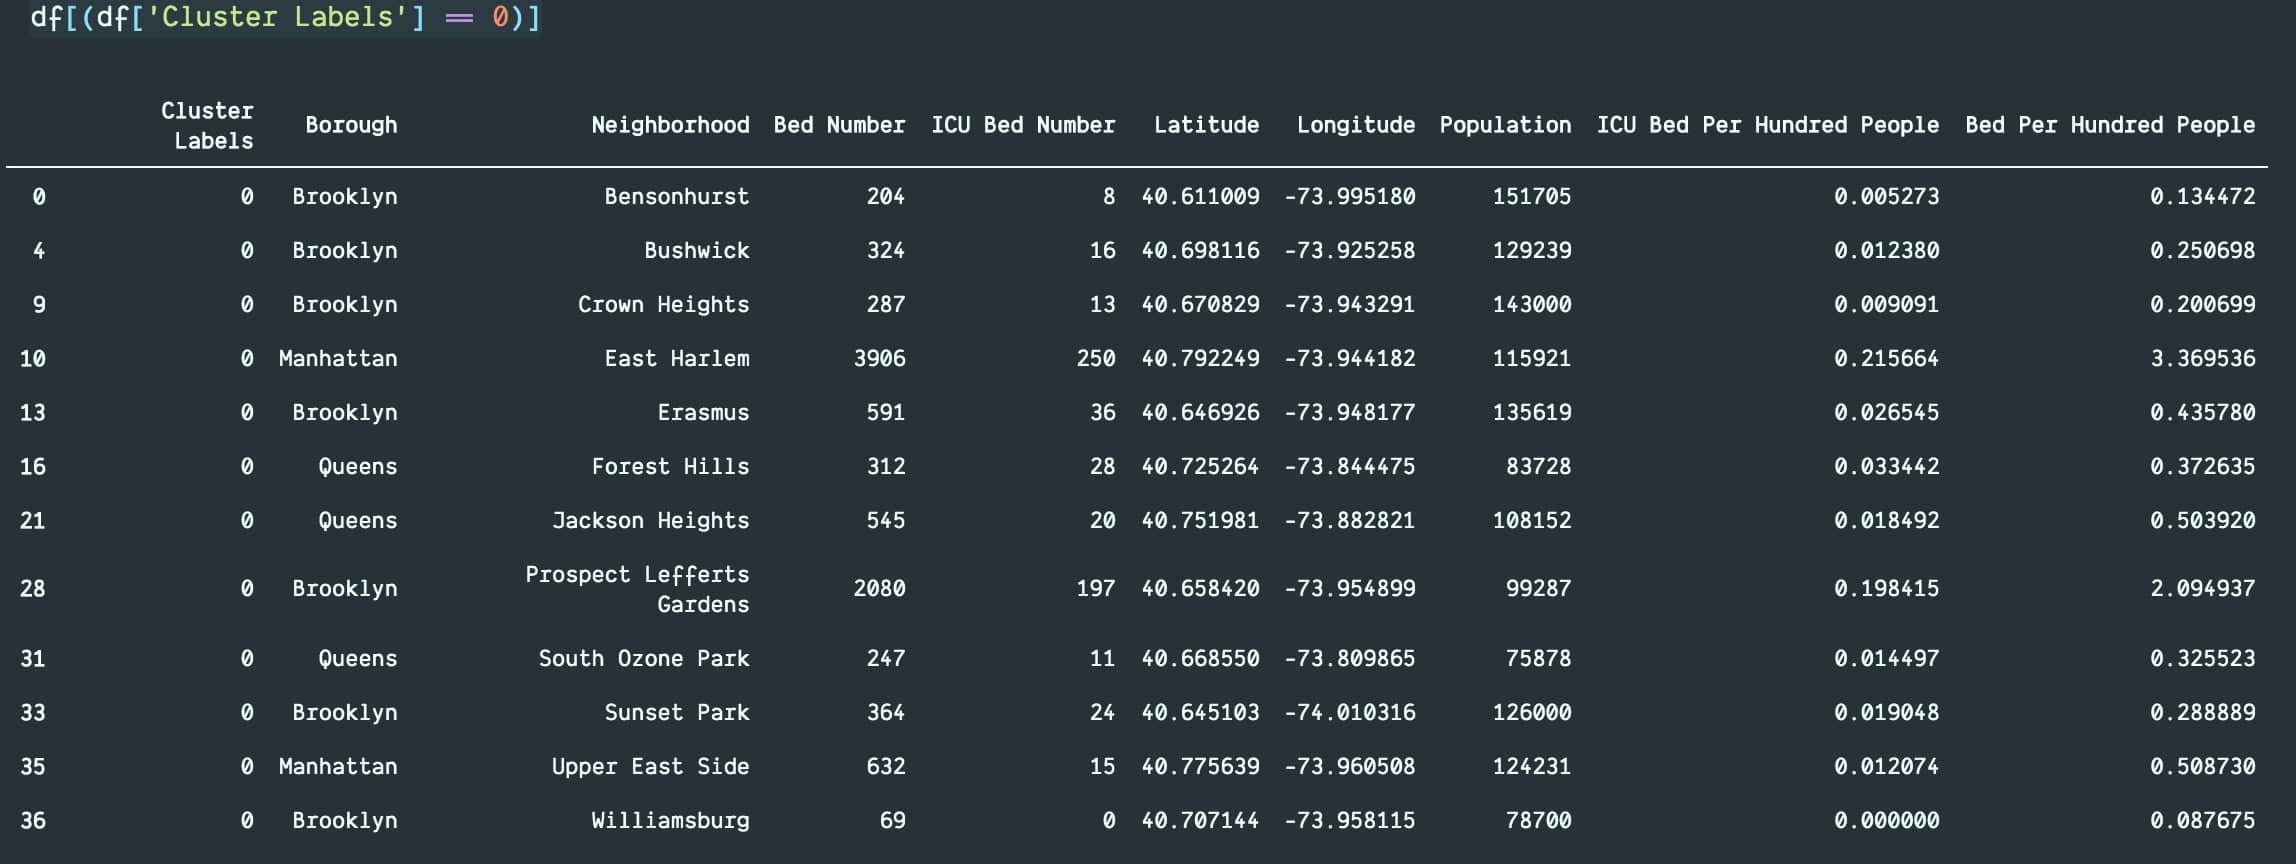 df[(df['Cluster Labels'] == 0)]
Cluster Labels Borough Neighborhood Bed Number ICU Bed Number Latitude Longitude Population ICU Bed Per Hundred People Bed Per Hundred People
0 0 Brooklyn Bensonhurst 204 8 40.611009 -73.995180 151705 0.005273 0.134472
4 0 Brooklyn Bushwick 324 16 40.698116 -73.925258 129239 0.012380 0.250698
9 0 Brooklyn Crown Heights 287 13 40.670829 -73.943291 143000 0.009091 0.200699
10 0 Manhattan East Harlem 3906 250 40.792249 -73.944182 115921 0.215664 3.369536
13 0 Brooklyn Erasmus 591 36 40.646926 -73.948177 135619 0.026545 0.435780
16 0 Queens Forest Hills 312 28 40.725264 -73.844475 83728 0.033442 0.372635
21 0 Queens Jackson Heights 545 20 40.751981 -73.882821 108152 0.018492 0.503920
28 0 Brooklyn Prospect Lefferts Gardens 2080 197 40.658420 -73.954899 99287 0.198415 2.094937
31 0 Queens South Ozone Park 247 11 40.668550 -73.809865 75878 0.014497 0.325523
33 0 Brooklyn Sunset Park 364 24 40.645103 -74.010316 126000 0.019048 0.288889
35 0 Manhattan Upper East Side 632 15 40.775639 -73.960508 124231 0.012074 0.508730
36 0 Brooklyn Williamsburg 69 0 40.707144 -73.958115 78700 0.000000 0.087675